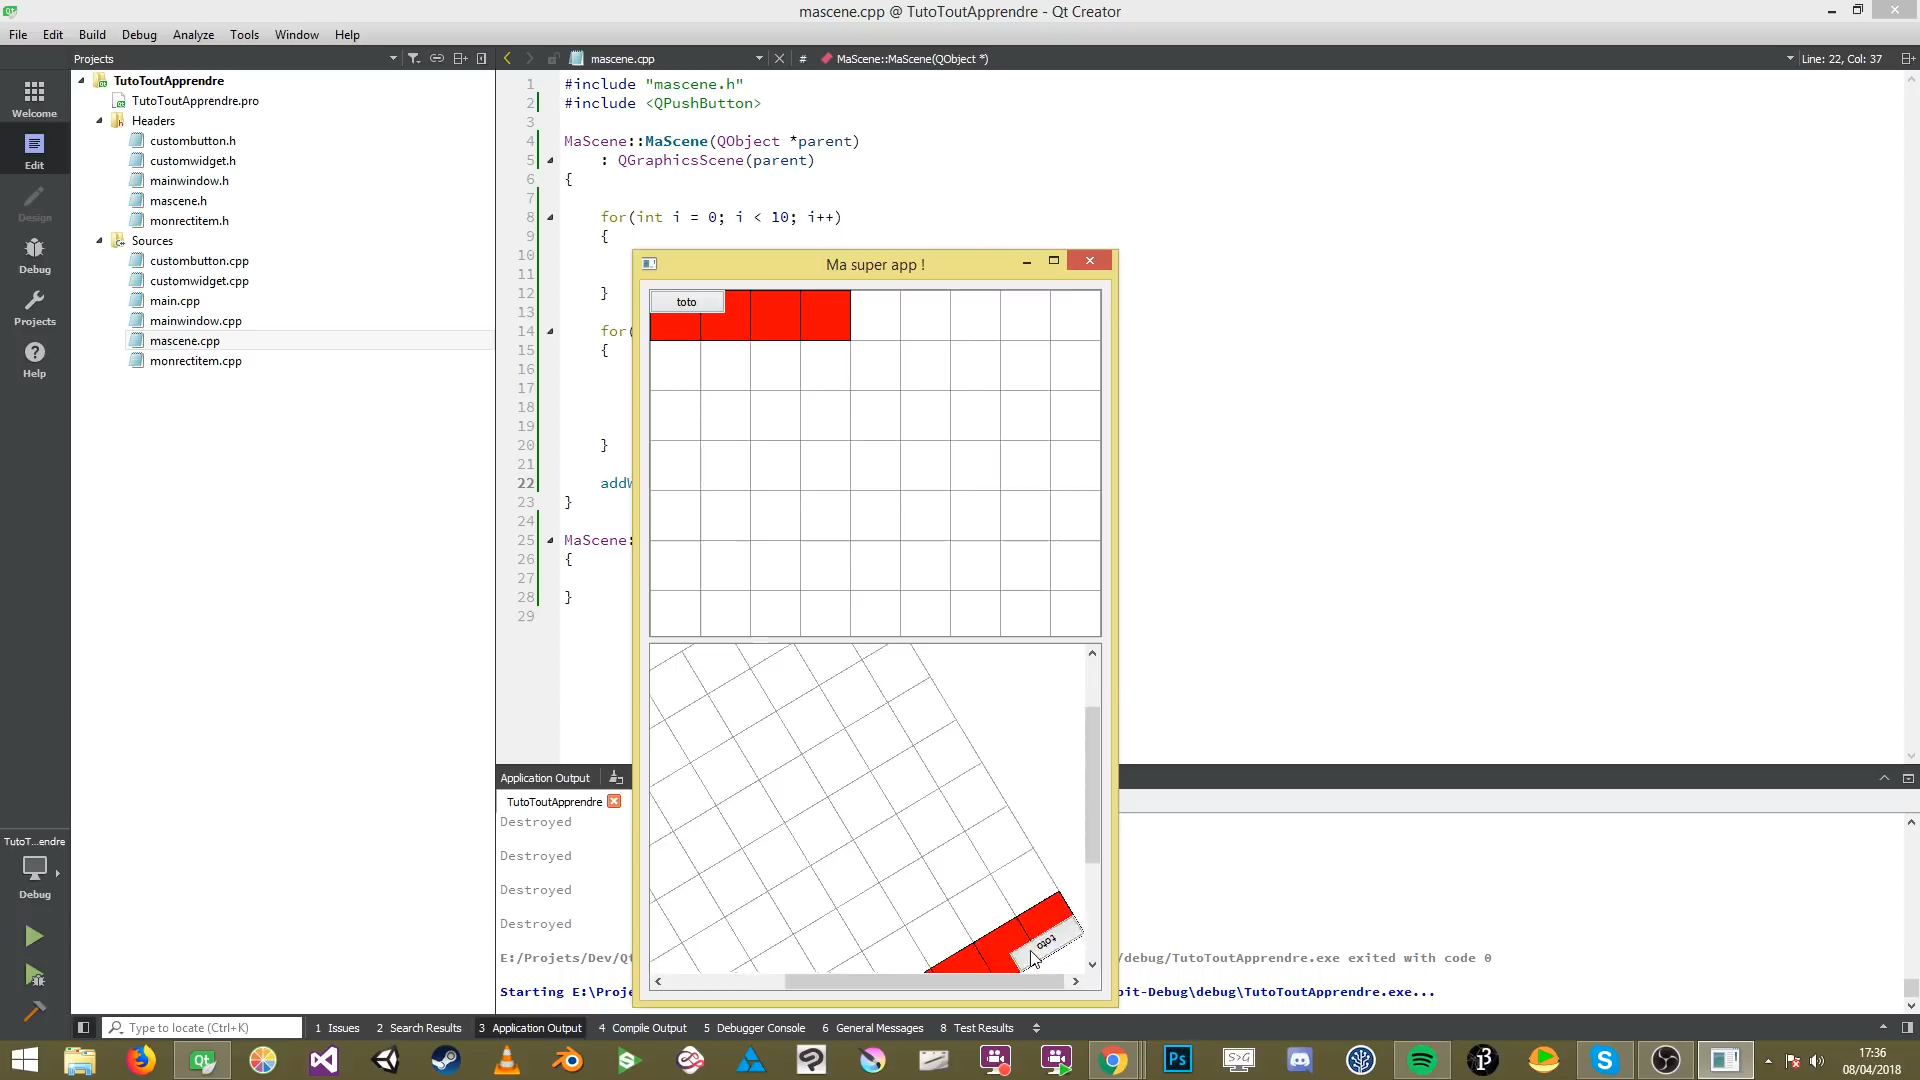 mascene.cpp @ TutoToutApprendre - Qt Creator
File Edit Build Debug Analyze Tools Window Help
Projects
mascene.cpp
#
MaScene::MaScene(QObject *)
Line: 22, Col: 37
Welcome
Edit
Design
Debug
Projects
Help
TutoToutApprendre
TutoToutApprendre.pro
Headers
custombutton.h
customwidget.h
mainwindow.h
mascene.h
monrectitem.h
Sources
custombutton.cpp
customwidget.cpp
main.cpp
mainwindow.cpp
mascene.cpp
monrectitem.cpp
1 #include "mascene.h"
2 #include <QPushButton>
3
4 MaScene::MaScene(QObject *parent)
5 : QGraphicsScene(parent)
6 {
7
8 for(int i = 0; i < 10; i++)
9 {
10
11
12 }
13
14 for(
15 {
16
17
18
19
20 }
21
22 addW
23 }
24
25 MaScene:
26 {
27
28 }
29
Ma super app !
toto
toto
Application Output
TutoToutApprendre
Destroyed
Destroyed
Destroyed
Destroyed
E:/Projets/Dev/Qt /debug/TutoToutApprendre.exe exited with code 0
Starting E:\Proje bit-Debug\debug\TutoToutApprendre.exe...
TutoT...endre
Debug
Type to locate (Ctrl+K)
1 Issues 2 Search Results 3 Application Output 4 Compile Output 5 Debugger Console 6 General Messages 8 Test Results
17:36
08/04/2018